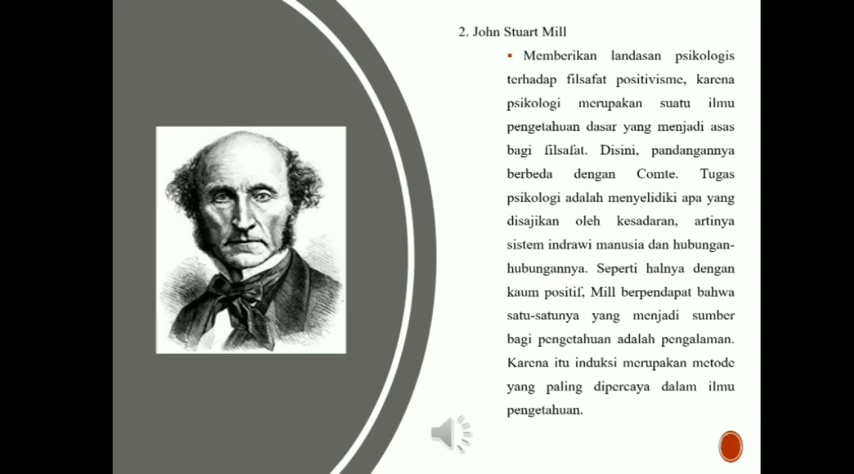 2. John Stuart Mill
▪ Memberikan landasan psikologis
terhadap filsafat positivisme, karena
psikologi merupakan suatu ilmu
pengetahuan dasar yang menjadi asas
bagi filsafat. Disini, pandangannya
berbeda dengan Comte. Tugas
psikologi adalah menyelidiki apa yang
disajikan oleh kesadaran, artinya
sistem indrawi manusia dan hubungan-
hubungannya. Seperti halnya dengan
kaum positif, Mill berpendapat bahwa
satu-satunya yang menjadi sumber
bagi pengetahuan adalah pengalaman.
Karena itu induksi merupakan metode
yang paling dipercaya dalam ilmu
pengetahuan.